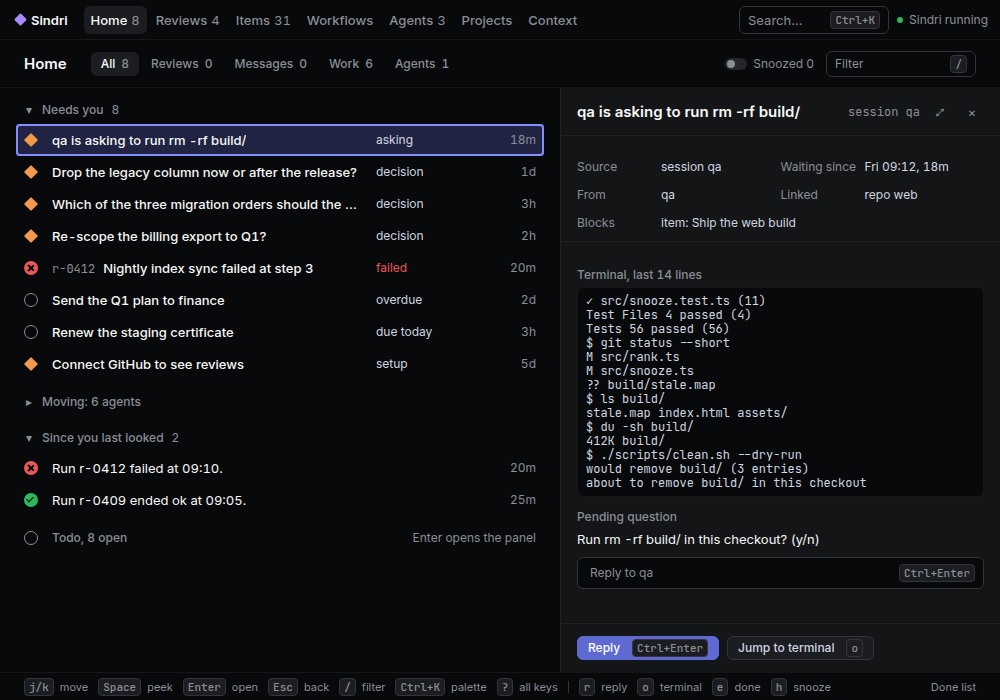 Sindri Home 8 Reviews 4 Items 31 Workflows Agents 3 Projects Context Search... Ctrl+K Sindri running
Home All 8 Reviews 0 Messages 0 Work 6 Agents 1 Snoozed 0 Filter /
Needs you 8
qa is asking to run rm -rf build/ asking 18m
Drop the legacy column now or after the release? decision 1d
Which of the three migration orders should the ... decision 3h
Re-scope the billing export to Q1? decision 2h
r-0412 Nightly index sync failed at step 3 failed 20m
Send the Q1 plan to finance overdue 2d
Renew the staging certificate due today 3h
Connect GitHub to see reviews setup 5d
Moving: 6 agents
Since you last looked 2
Run r-0412 failed at 09:10. 20m
Run r-0409 ended ok at 09:05. 25m
Todo, 8 open Enter opens the panel
qa is asking to run rm -rf build/ session qa
Source session qa Waiting since Fri 09:12, 18m
From qa Linked repo web
Blocks item: Ship the web build
Terminal, last 14 lines
✓ src/snooze.test.ts (11)
Test Files 4 passed (4)
Tests 56 passed (56)
$ git status --short
M src/rank.ts
M src/snooze.ts
?? build/stale.map
$ ls build/
stale.map index.html assets/
$ du -sh build/
412K build/
$ ./scripts/clean.sh --dry-run
would remove build/ (3 entries)
about to remove build/ in this checkout
Pending question
Run rm -rf build/ in this checkout? (y/n)
Reply to qa Ctrl+Enter
Reply Ctrl+Enter Jump to terminal o
j/k move Space peek Enter open Esc back / filter Ctrl+K palette ? all keys r reply o terminal e done h snooze Done list